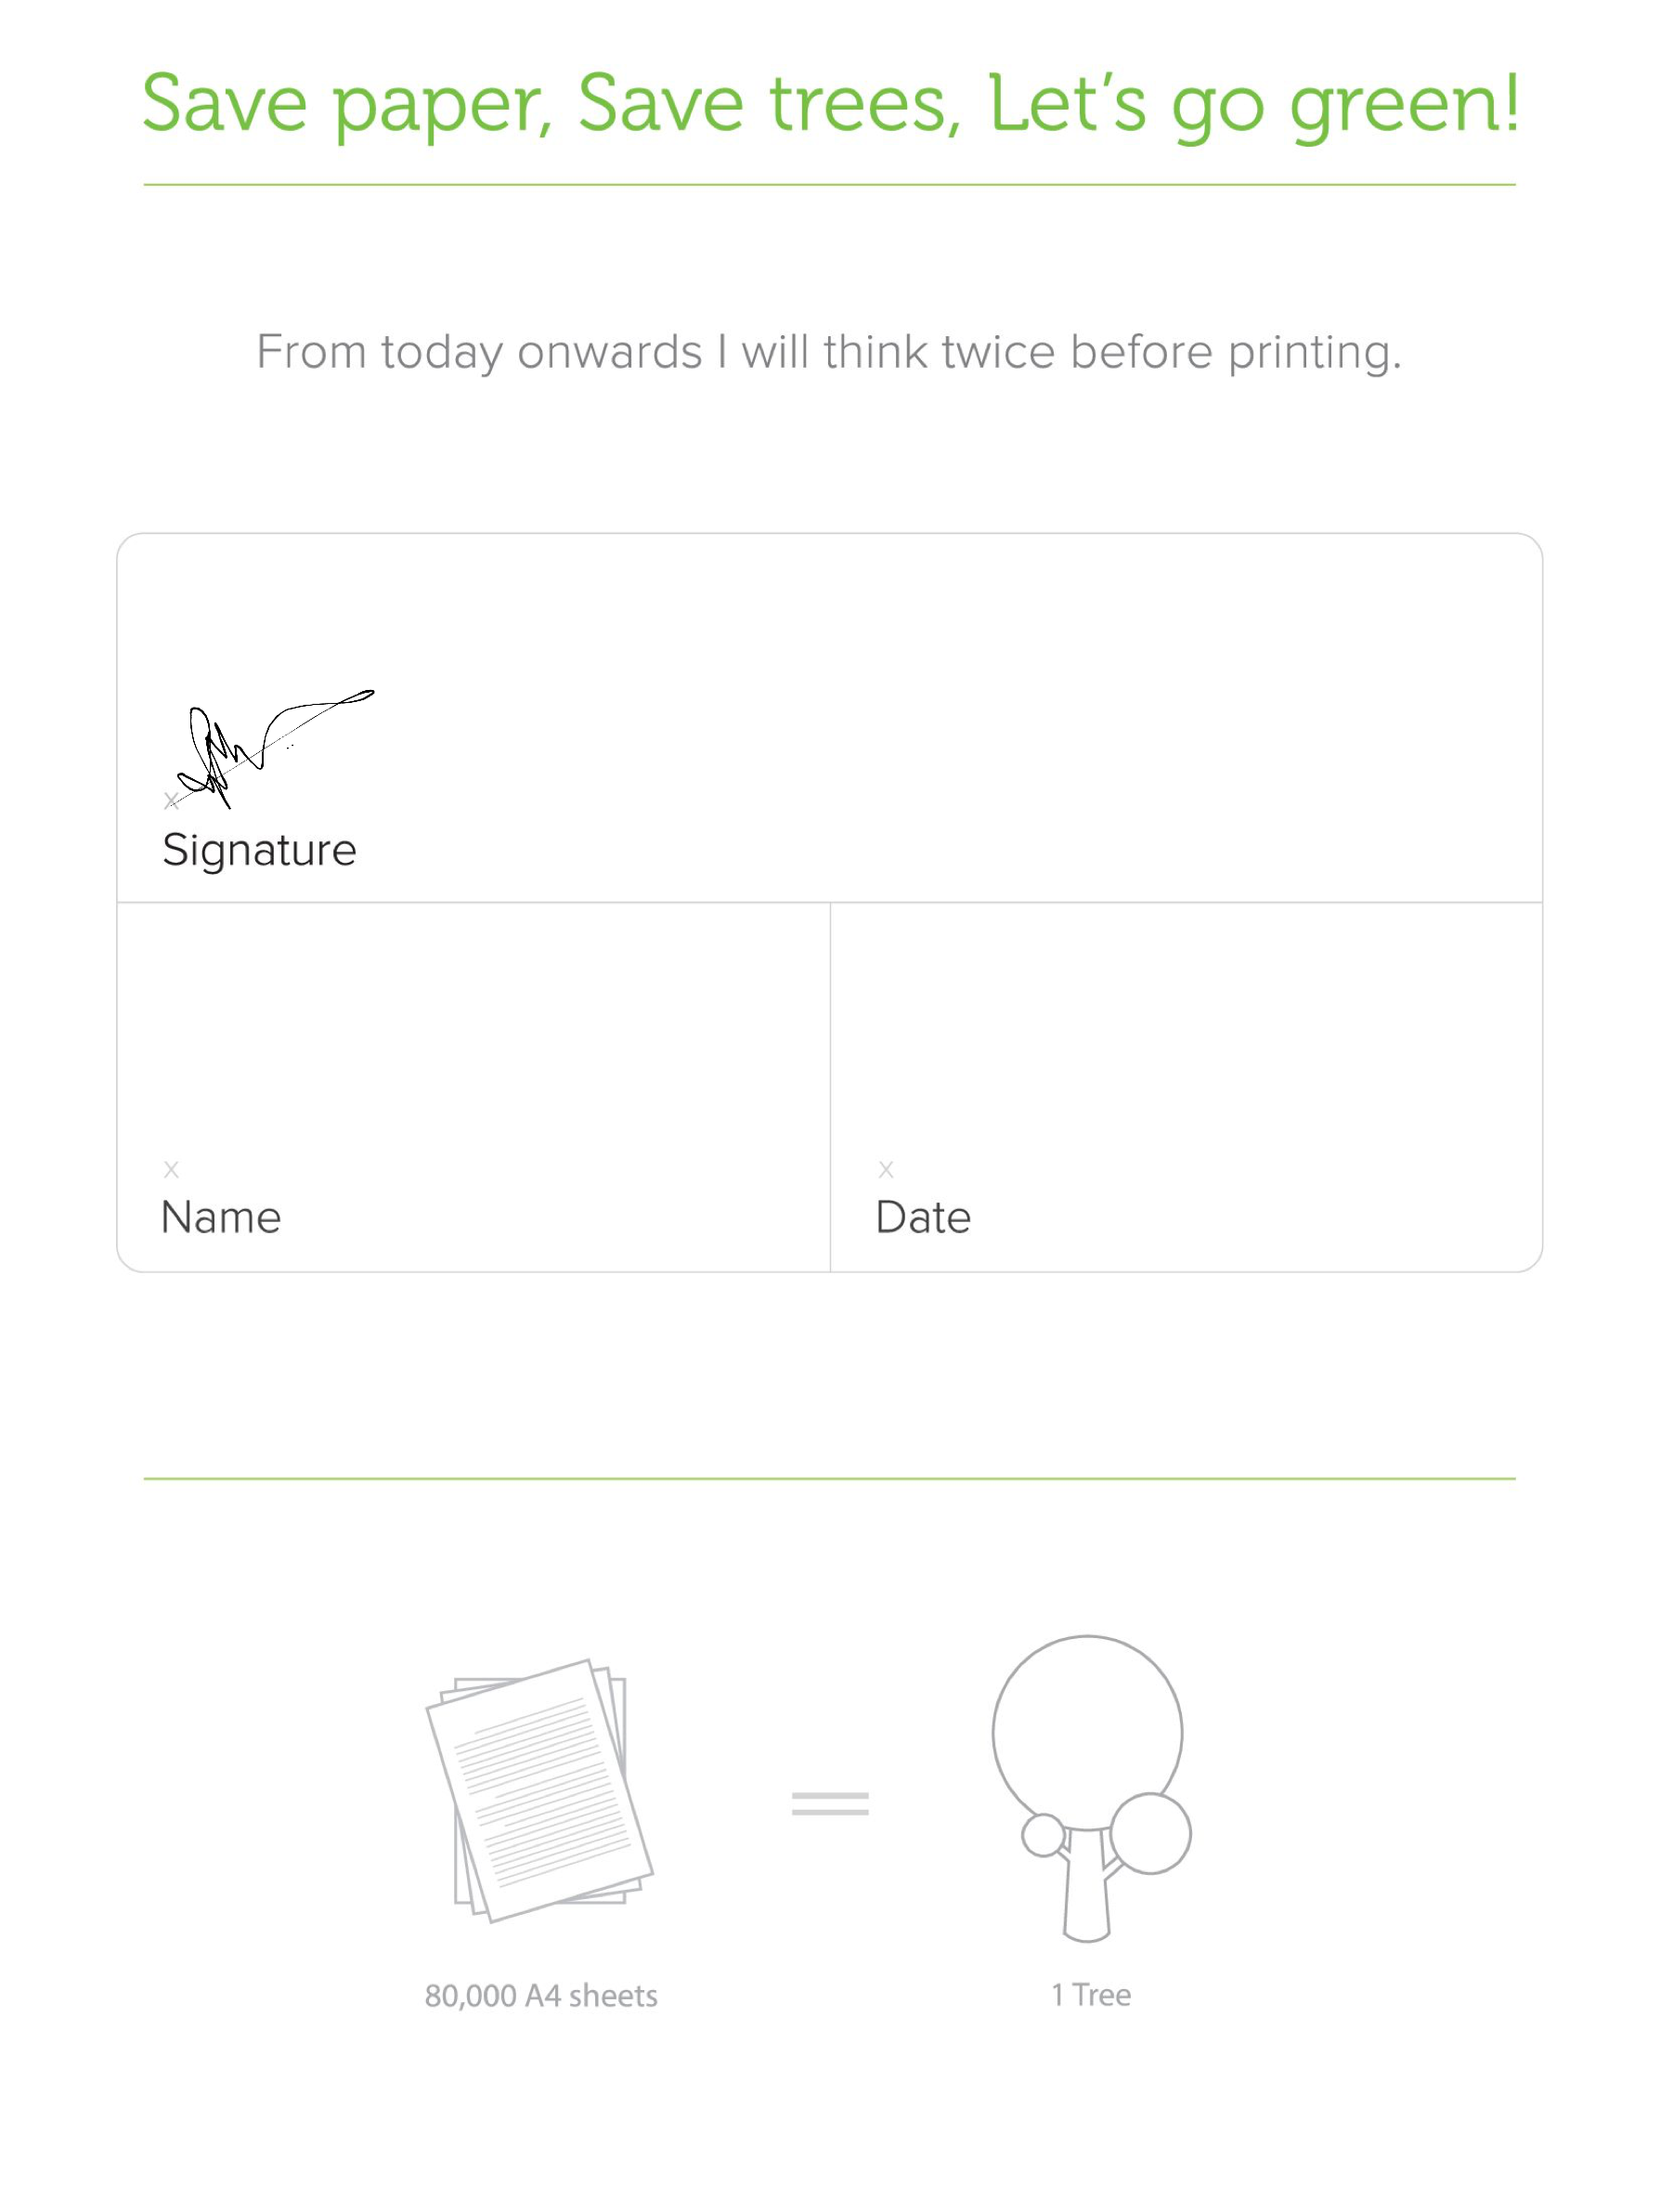 Save paper, Save trees, Let's go green!
From today onwards I will think twice before printing.
x
Signature
x
Name
x
Date
80,000 A4 sheets
1 Tree